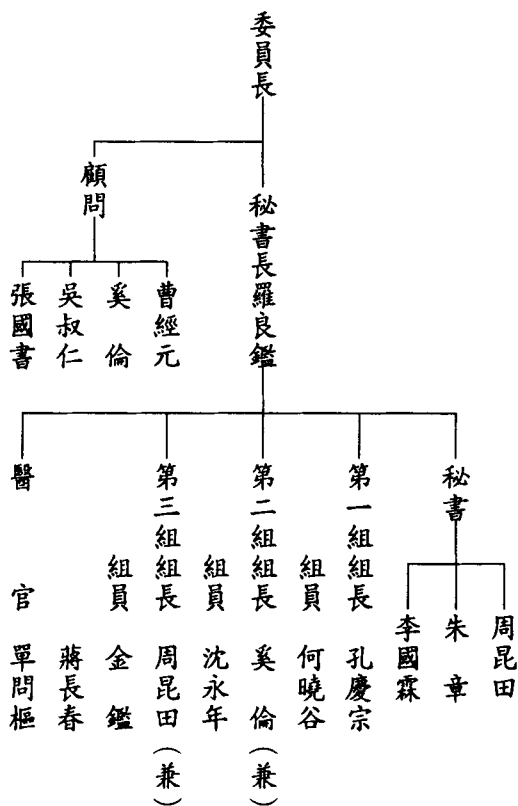 委員長
秘書長羅良鑑
顧問
曹經元
奚 倫
吳叔仁
張國書
秘書
周昆田
朱 章
李國霖
第一組組長 孔慶宗
組員 何曉谷
第二組組長 奚 倫(兼)
組員 沈永年
第三組組長 周昆田(兼)
組員 金 鑑
蔣長春
醫 官 單問樞